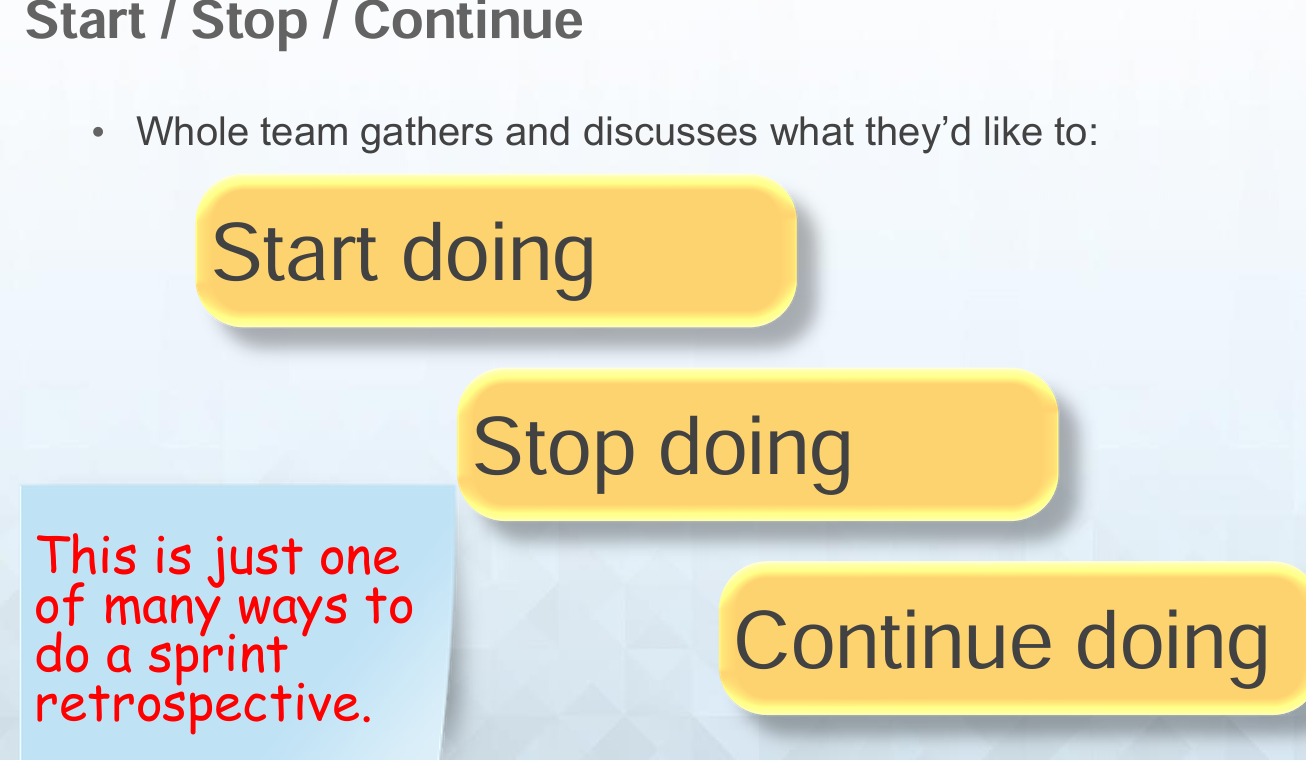 Start / Stop / Continue
• Whole team gathers and discusses what they’d like to:
Start doing
Stop doing
Continue doing
This is just one
of many ways to
do a sprint
retrospective.